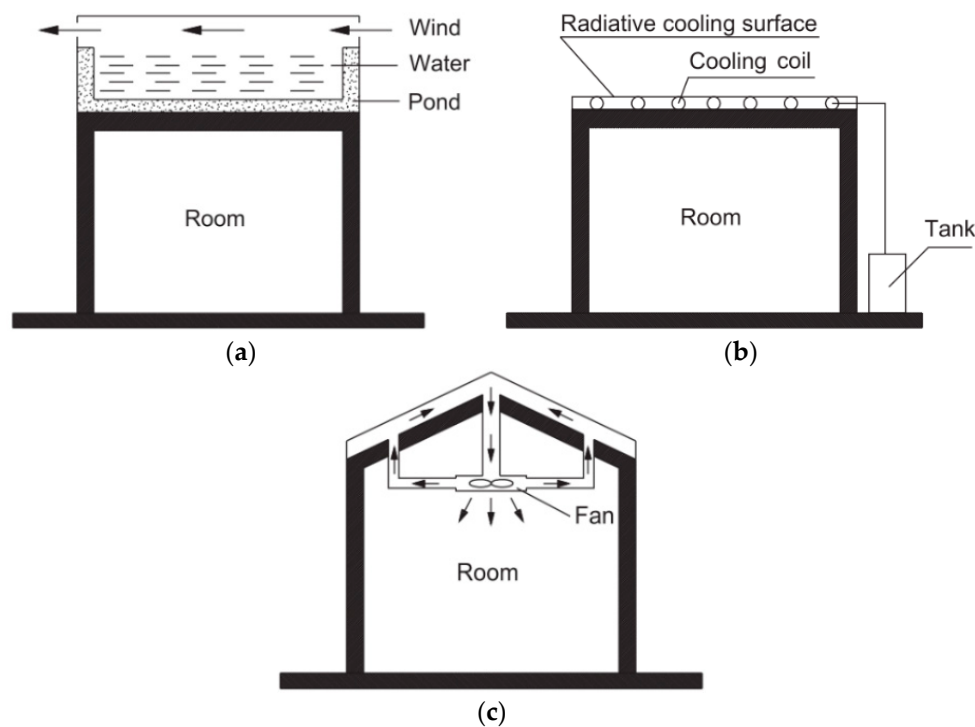 Wind
Water
Pond
Room
(a)
Radiative cooling surface
Cooling coil
Room
Tank
(b)
Fan
Room
(c)